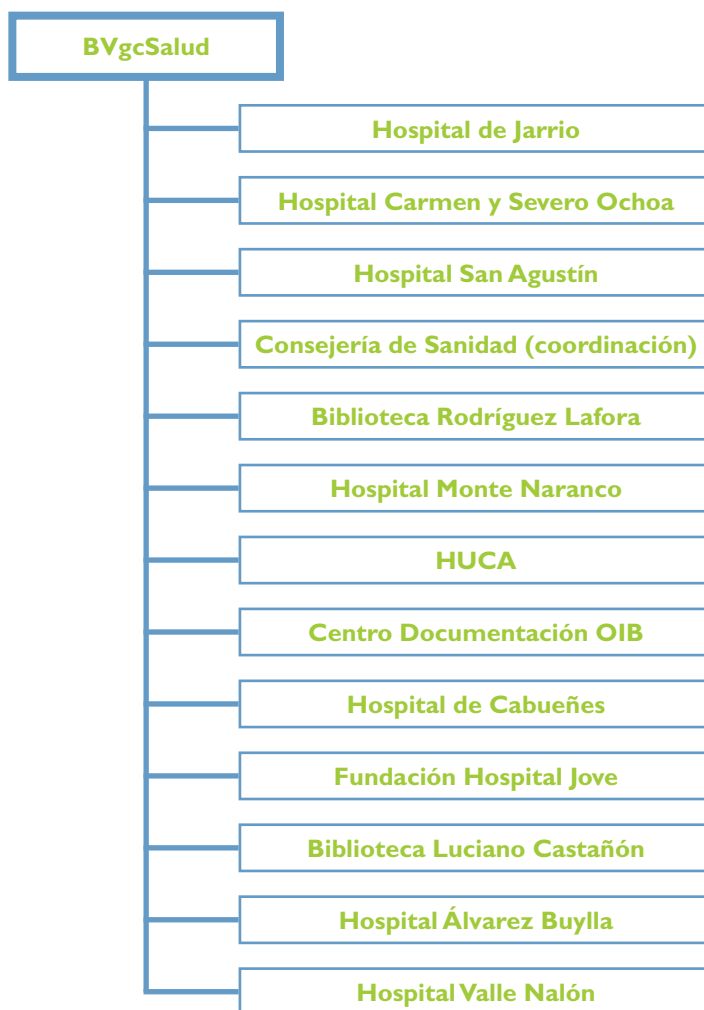 BVgcSalud
Hospital de Jarrio
Hospital Carmen y Severo Ochoa
Hospital San Agustín
Consejería de Sanidad (coordinación)
Biblioteca Rodríguez Lafora
Hospital Monte Naranco
HUCA
Centro Documentación OIB
Hospital de Cabueñes
Fundación Hospital Jove
Biblioteca Luciano Castañón
Hospital Álvarez Buylla
Hospital Valle Nalón